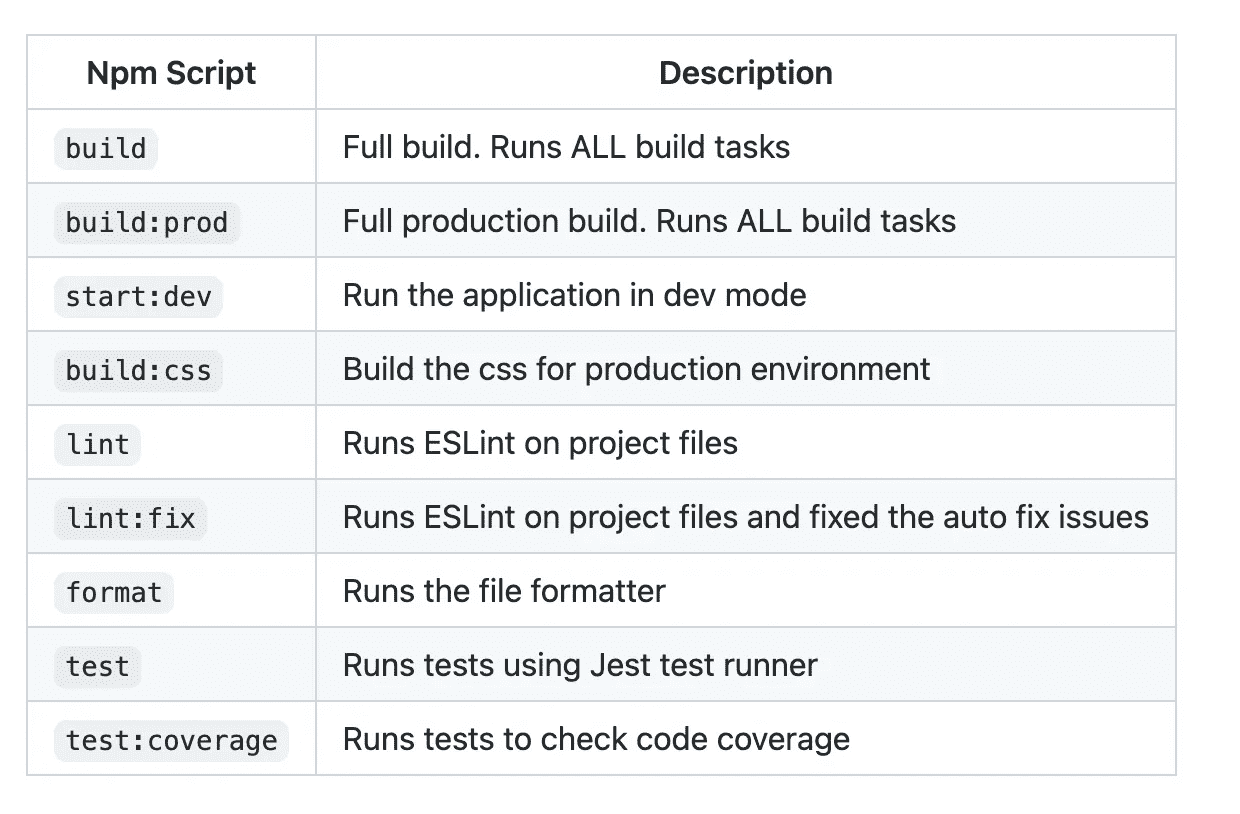 Npm Script Description
build Full build. Runs ALL build tasks
build:prod Full production build. Runs ALL build tasks
start:dev Run the application in dev mode
build:css Build the css for production environment
lint Runs ESLint on project files
lint:fix Runs ESLint on project files and fixed the auto fix issues
format Runs the file formatter
test Runs tests using Jest test runner
test:coverage Runs tests to check code coverage